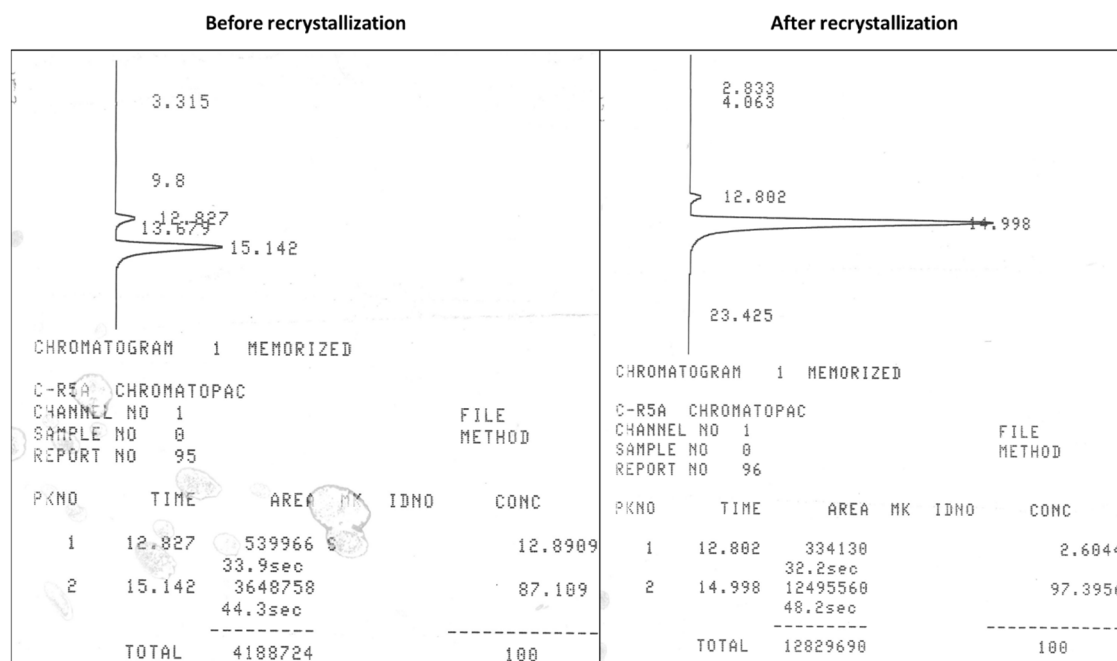 Before recrystallization
3.315
9.8
12.827
13.679
15.142
CHROMATOGRAM 1 MEMORIZED
C-R5A CHROMATOPAC
CHANNEL NO 1 FILE
SAMPLE NO 0 METHOD
REPORT NO 95
PKNO TIME AREA MK IDNO CONC
1 12.827 539966 S 12.8909
33.9sec
2 15.142 3648758 87.109
44.3sec
TOTAL 4188724 100
After recrystallization
2.833
4.063
12.802
14.998
23.425
CHROMATOGRAM 1 MEMORIZED
C-R5A CHROMATOPAC
CHANNEL NO 1 FILE
SAMPLE NO 0 METHOD
REPORT NO 96
PKNO TIME AREA MK IDNO CONC
1 12.802 334130 2.6044
32.2sec
2 14.998 12495560 97.3956
48.2sec
TOTAL 12829690 100